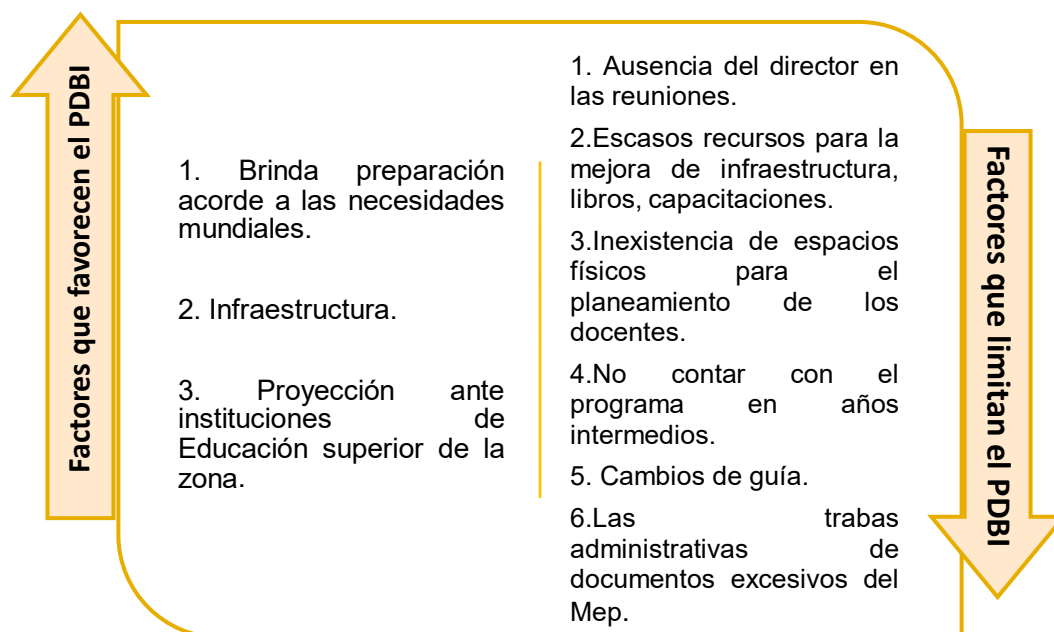 Factores que favorecen el PDBI
1. Brinda preparación
acorde a las necesidades
mundiales.
2. Infraestructura.
3. Proyección ante
instituciones de
Educación superior de la
zona.
1. Ausencia del director en
las reuniones.
2.Escasos recursos para la
mejora de infraestructura,
libros, capacitaciones.
3.Inexistencia de espacios
físicos para el
planeamiento de los
docentes.
4.No contar con el
programa en años
intermedios.
5. Cambios de guía.
6.Las trabas
administrativas de
documentos excesivos del
Mep.
Factores que limitan el PDBI